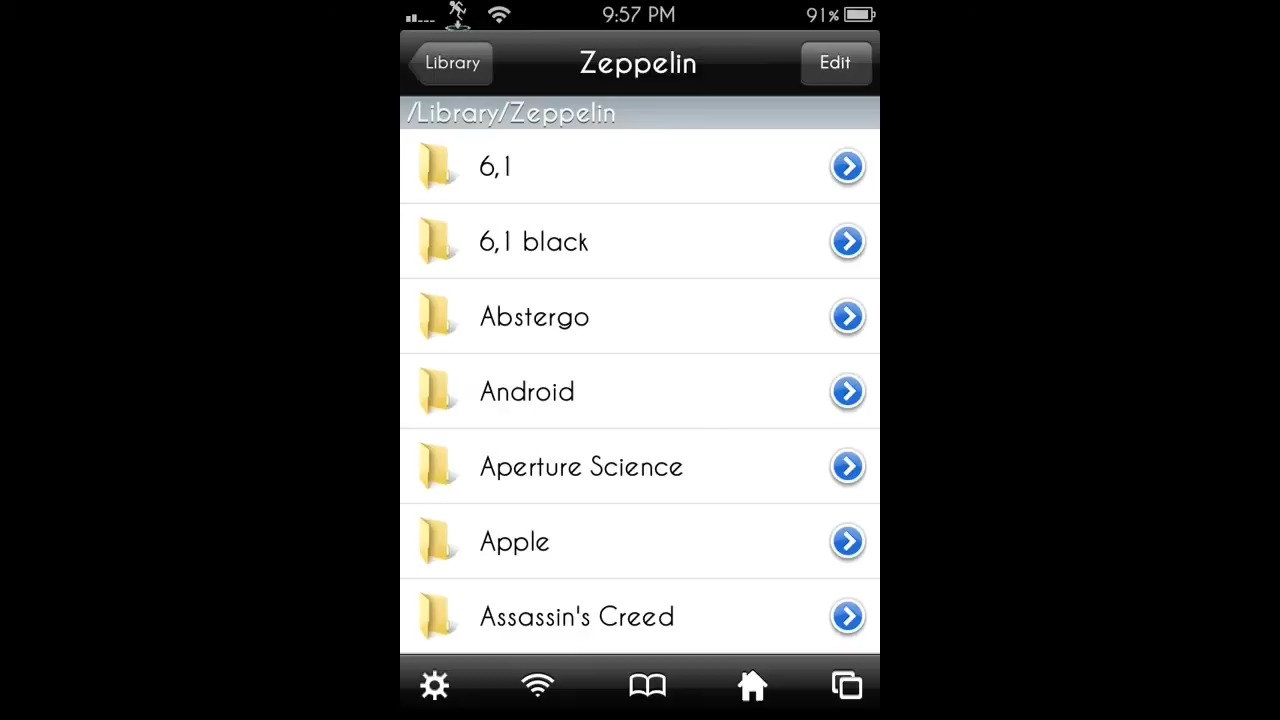 9:57 PM
91%
Library
Zeppelin
Edit
/Library/Zeppelin
6,1
6,1 black
Abstergo
Android
Aperture Science
Apple
Assassin's Creed